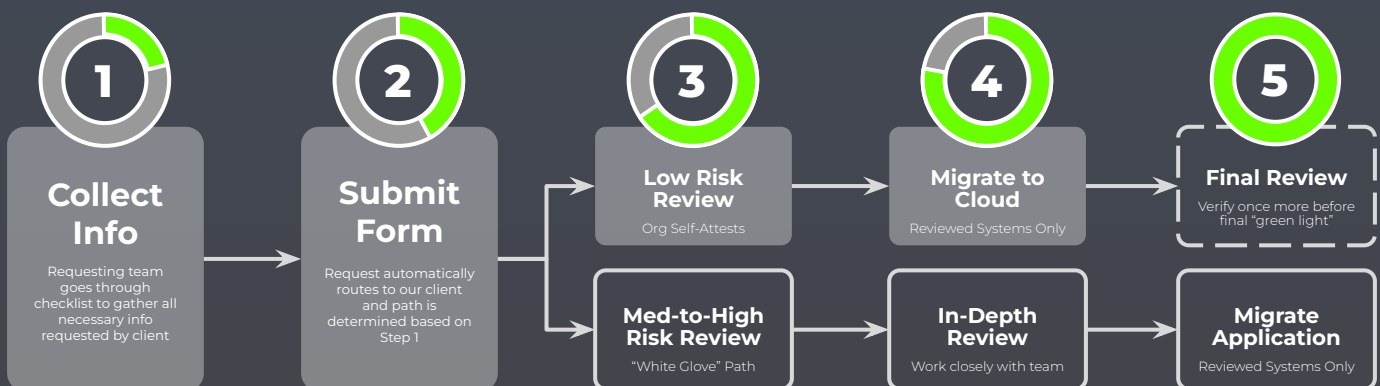 1
Collect
Info
Requesting team
goes through
checklist to gather all
necessary info
requested by client
2
Submit
Form
Request automatically
routes to our client
and path is
determined based on
Step 1
3
Low Risk
Review
Org Self-Attests
4
Migrate to
Cloud
Reviewed Systems Only
5
Final Review
Verify once more before
final “green light”
Med-to-High
Risk Review
“White Glove” Path
In-Depth
Review
Work closely with team
Migrate
Application
Reviewed Systems Only